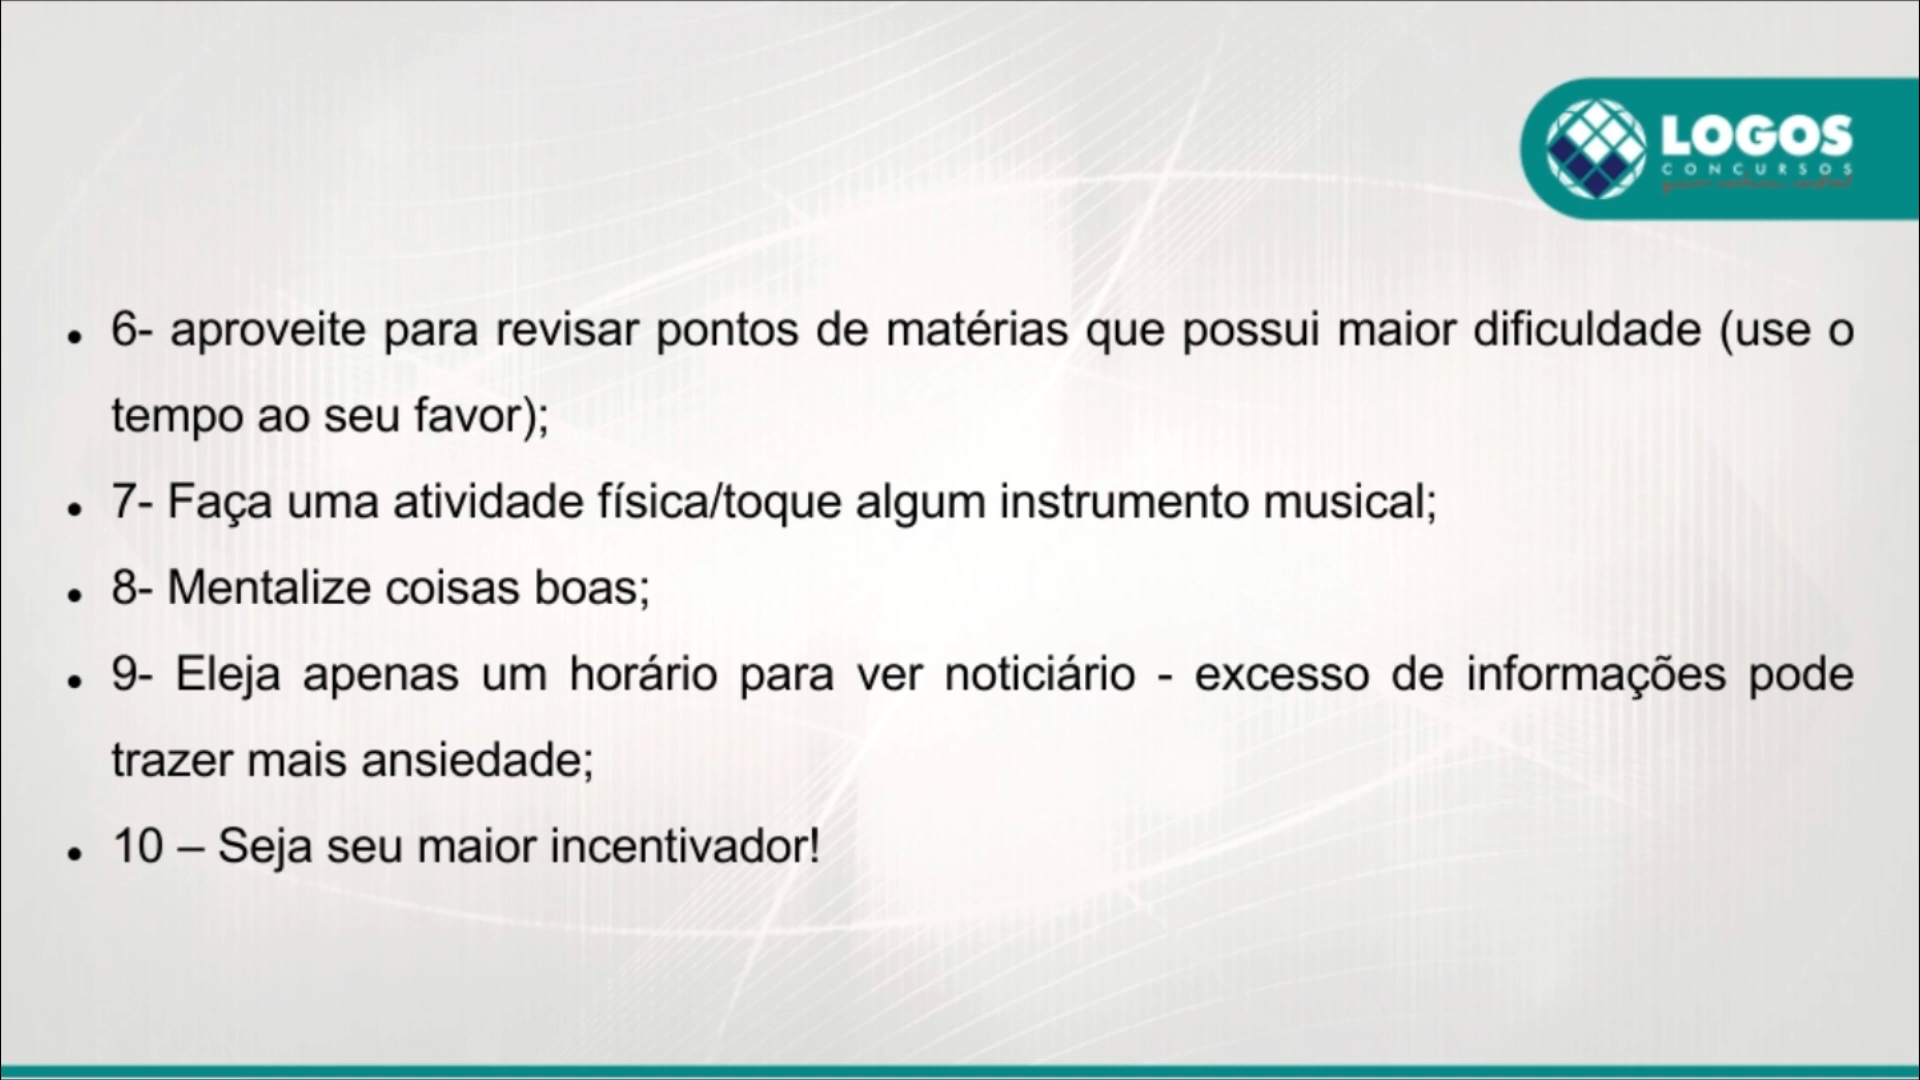 LOGOS
CONCURSOS
• 6- aproveite para revisar pontos de matérias que possui maior dificuldade (use o
tempo ao seu favor);
• 7- Faça uma atividade física/toque algum instrumento musical;
• 8- Mentalize coisas boas;
• 9- Eleja apenas um horário para ver noticiário - excesso de informações pode
trazer mais ansiedade;
• 10 – Seja seu maior incentivador!